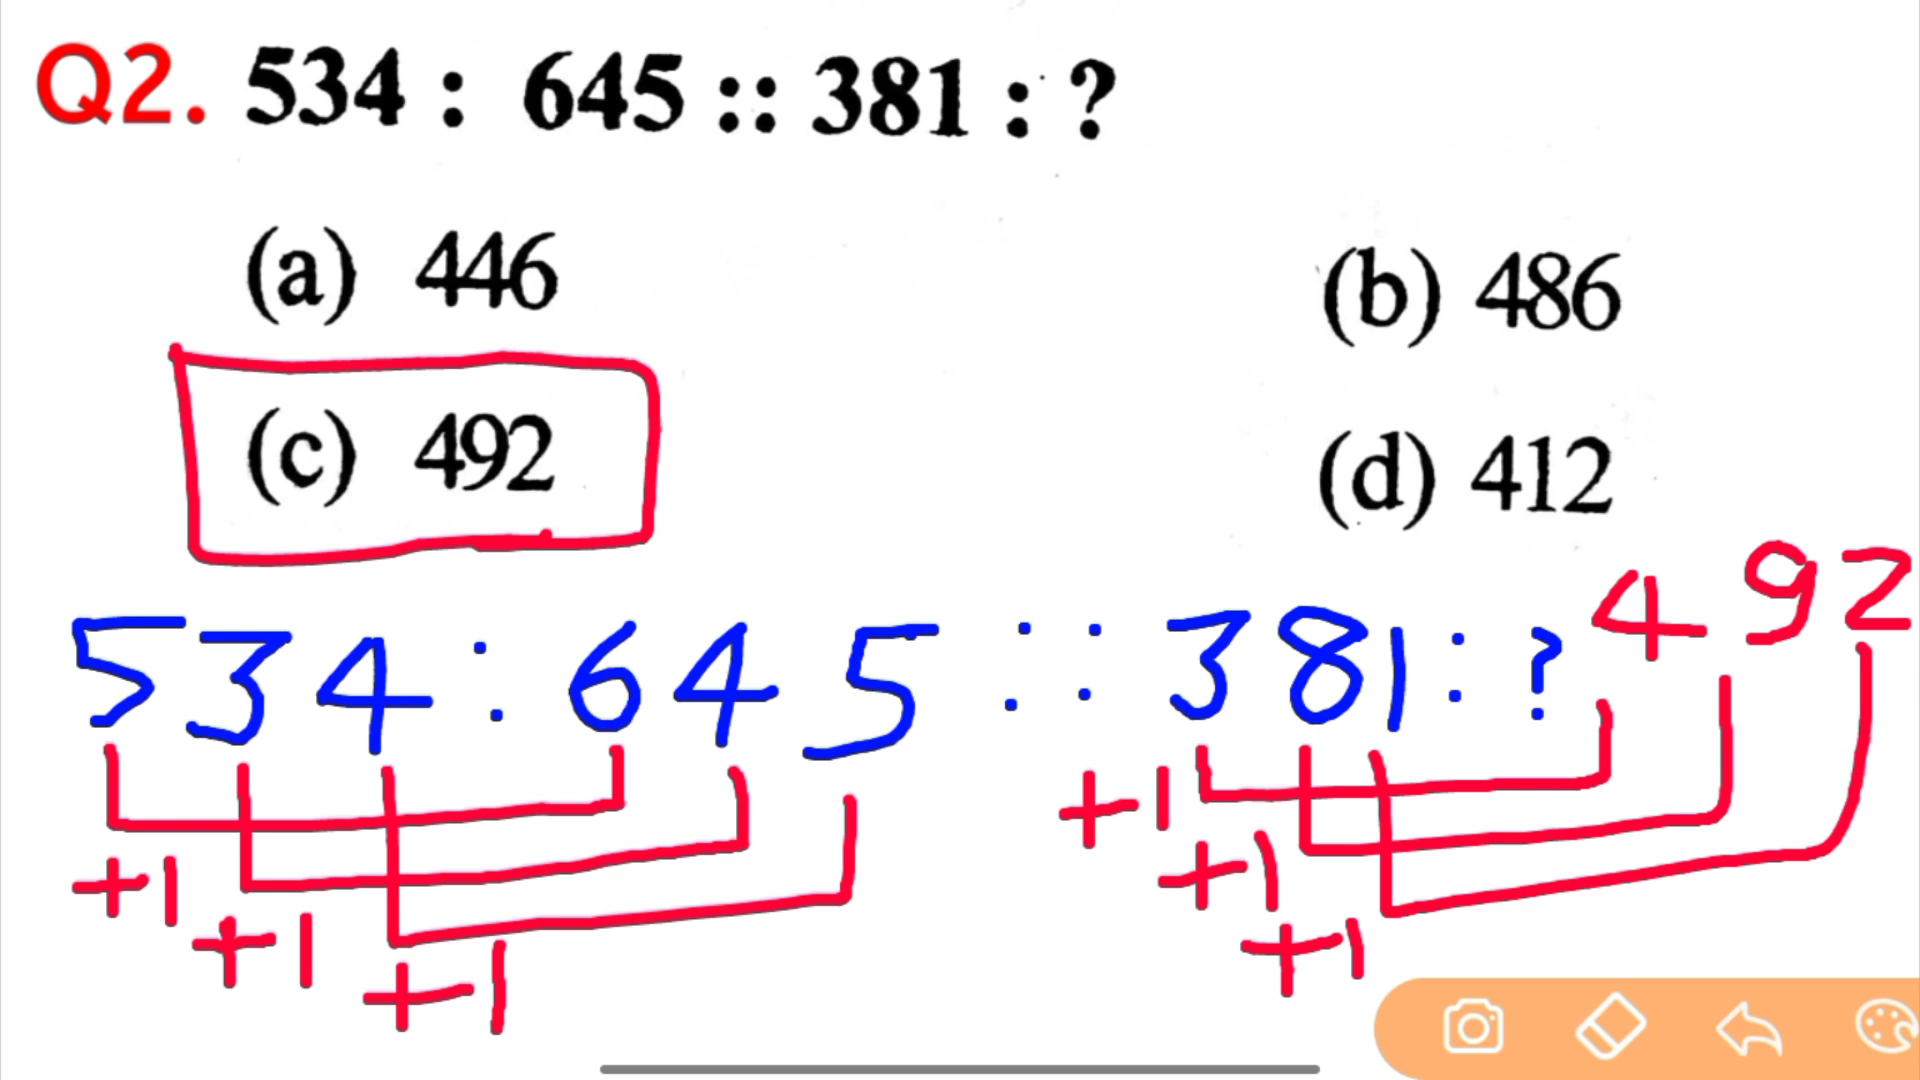 Q2. 534 : 645 :: 381 : ?
(a) 446
(b) 486
(c) 492
(d) 412
534 : 645 :: 381 : ? 492
+1 +1 +1
+1 +1 +1